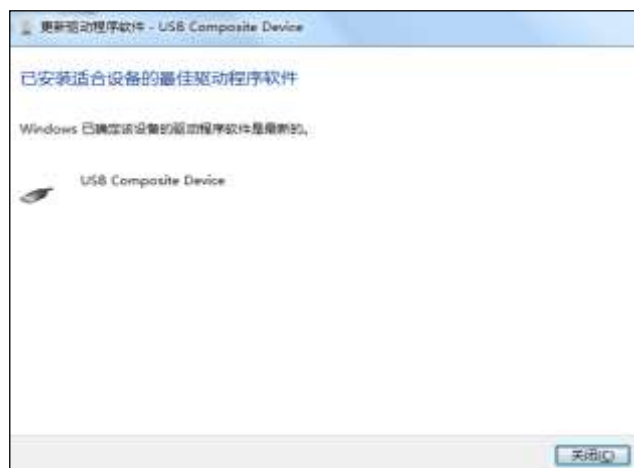 更新驱动程序软件 - USB Composite Device
已安装适合设备的最佳驱动程序软件
Windows 已确定该设备的驱动程序软件是最新的。
USB Composite Device
关闭(C)